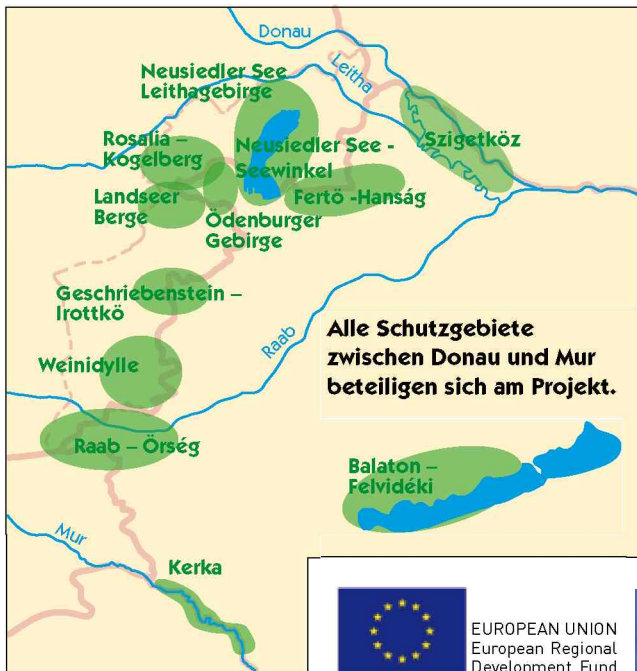 Donau
Leitha
Neusiedler See
Leithagebirge
Rosalia –
Kogelberg
Neusiedler See -
Seewinkel
Szigetköz
Landseer
Berge
Fertö -Hanság
Ödenburger
Gebirge
Geschriebenstein –
Irottkö
Raab
Alle Schutzgebiete
zwischen Donau und Mur
beteiligen sich am Projekt.
Weinidylle
Raab – Örség
Balaton –
Felvidéki
Mur
Kerka
EUROPEAN UNION
European Regional
Development Fund